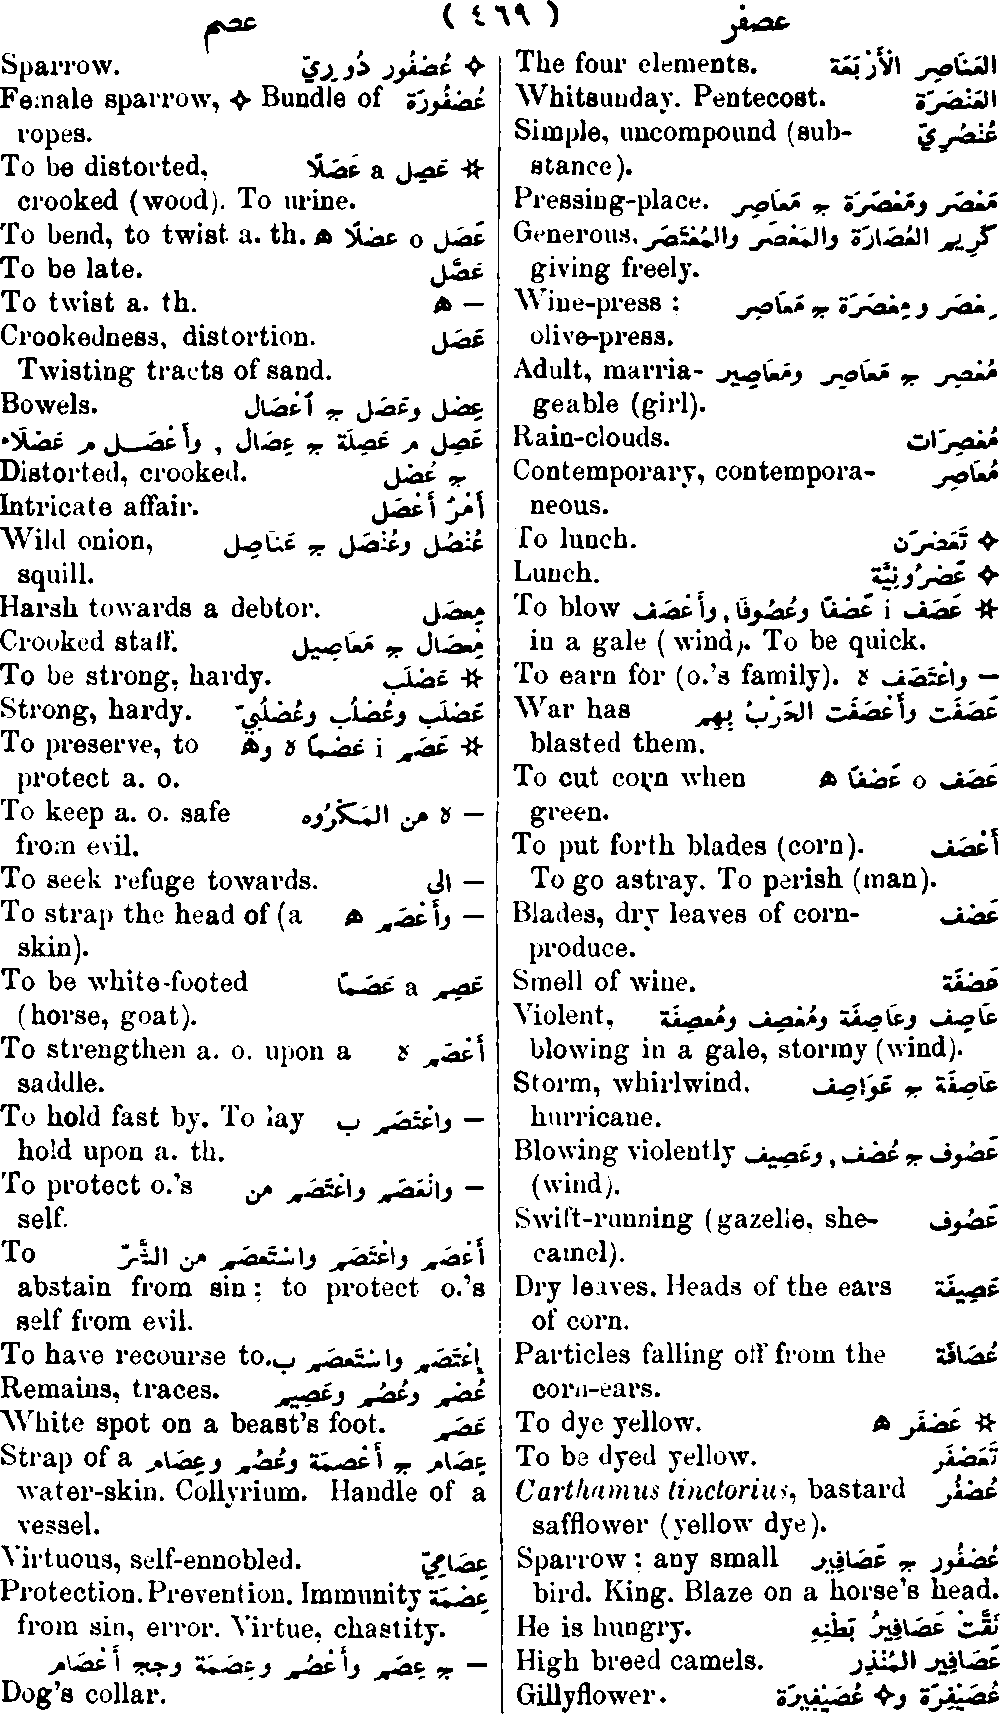 عصفر ( ٤٦٩ ) عصم
The four elements. العَنَاصِر الأَرْبَعَة
Whitsunday. Pentecost. العَنْصَرَة
Simple, uncompound (sub- عُنْصُرِيّ
stance).
Pressing-place. مَعْصَر ومَعْصَرَة ج مَعَاصِر
Generous, كَرِيم العُصَارَة والمَعْصَر والمُعْتَصَر
giving freely.
Wine-press : مِعْصَر ومِعْصَرَة ج مَعَاصِر
olive-press.
Adult, marria- مُعْصِر ج مَعَاصِر ومَعَاصِير
geable (girl).
Rain-clouds. مُعْصِرَات
Contemporary, contempora- مُعَاصِر
neous.
To lunch. ✧ تَعَصْرَن
Lunch. ✧ عَصْرُونِيَّة
To blow ☼ عَصَف i عَصْفًا وعُصُوفًا, وأَعْصَف
in a gale (wind). To be quick.
To earn for (o.'s family). — واعْتَصَف لا
War has عَصَفَت وأَعْصَفَت الحَرْبُ بِهِم
blasted them.
To cut corn when عَصَف o عَصْفًا ه
green.
To put forth blades (corn). أَعْصَف
To go astray. To perish (man).
Blades, dry leaves of corn- عَصْف
produce.
Smell of wine. عَصْفَة
Violent, عَاصِف وعَاصِفَة ومُعْصِف ومُعْصِفَة
blowing in a gale, stormy (wind).
Storm, whirlwind, عَاصِفَة ج عَوَاصِف
hurricane.
Blowing violently عَصُوف ج عُصُف, وعَصِيف
(wind).
Swift-running (gazelle, she- عَصُوف
camel).
Dry leaves. Heads of the ears عَصِيفَة
of corn.
Particles falling off from the عُصَافَة
corn-ears.
To dye yellow. ☼ عَصْفَر ه
To be dyed yellow. تَعَصْفَر
Carthamus tinctorius, bastard عُصْفُر
safflower (yellow dye).
Sparrow : any small عُصْفُور ج عَصَافِير
bird. King. Blaze on a horse's head.
He is hungry. نَقَّتْ عَصَافِيرُ بَطْنِهِ
High breed camels. عَصَافِير المُنْذِر
Gillyflower. عُصَيْفِرَة و✧ عُصَيْفِيرَة
Sparrow. ✧ عُصْفُور دُورِيّ
Female sparrow, ✧ Bundle of عُصْفُورَة
ropes.
To be distorted, ☼ عَصِل a عَصَلًا
crooked (wood). To urine.
To bend, to twist a. th. عَصَل o عَصْلًا ه
To be late. عَصَّل
To twist a. th. — ه
Crookedness, distortion. عَصَل
Twisting tracts of sand.
Bowels. عِصْل وعَصَل ج أَعْصَال
عَصِل م عَصِلَة ج عِصَال , وأَعْصَل م عَصْلَاء
Distorted, crooked. ج عُصْل
Intricate affair. أَمْرٌ أَعْصَل
Wild onion, عُنْصُل وعُنْصَل ج عَنَاصِل
squill.
Harsh towards a debtor. مِعْصَل
Crooked staff. مِعْصَال ج مَعَاصِيل
To be strong, hardy. ☼ عَصْلَب
Strong, hardy. عَصْلَب وعُصْلُب وعُصْلُبِيّ
To preserve, to ☼ عَصَم i عَصْمًا لا وه
protect a. o.
To keep a. o. safe — لا من المَكْرُوه
from evil.
To seek refuge towards. — الى
To strap the head of (a — وأَعْصَم ه
skin).
To be white-footed عَصِم a عَصَمًا
(horse, goat).
To strengthen a. o. upon a أَعْصَم لا
saddle.
To hold fast by. To lay — واعْتَصَم ب
hold upon a. th.
To protect o.'s — وانْعَصَم واعْتَصَم من
self.
To أَعْصَم واعْتَصَم واسْتَعْصَم من الشَّرّ
abstain from sin : to protect o.'s
self from evil.
To have recourse to. إِعْتَصَم واسْتَعْصَم ب
Remains, traces. عُصْم وعُصُم وعَصِيم
White spot on a beast's foot. عَصَم
Strap of a عِصَام ج أَعْصِمَة وعُصُم وعِصَام
water-skin. Collyrium. Handle of a
vessel.
Virtuous, self-ennobled. عِصَامِيّ
Protection. Prevention. Immunity عِصْمَة
from sin, error. Virtue, chastity.
— ج عِصَم وأَعْصُم وعِصَمَة وجج أَعْصَام
Dog's collar.